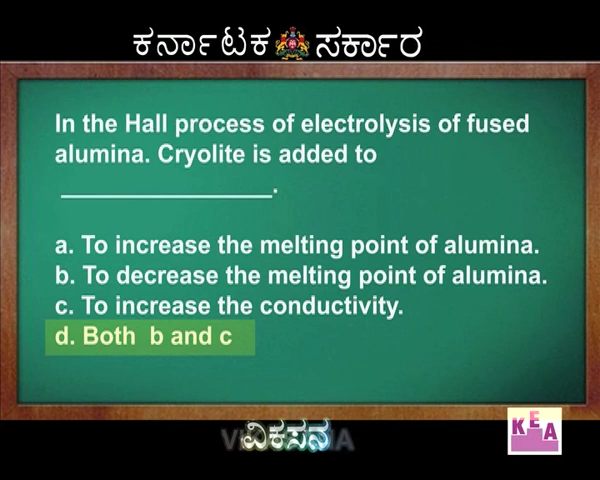 ಕರ್ನಾಟಕ ಸರ್ಕಾರ
In the Hall process of electrolysis of fused
alumina. Cryolite is added to
________________.
a. To increase the melting point of alumina.
b. To decrease the melting point of alumina.
c. To increase the conductivity.
d. Both b and c
ವಿಕಸನ
KEA